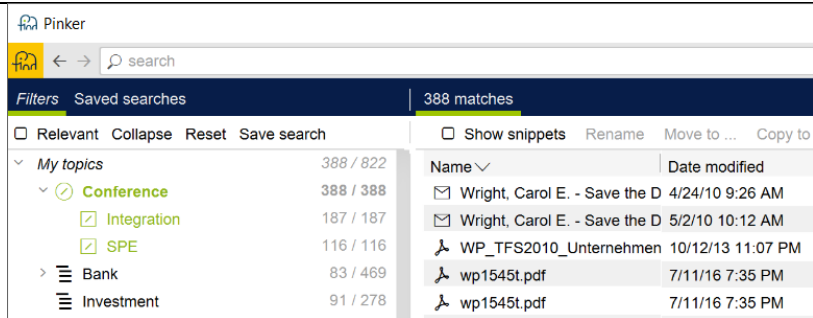 find Pinker
find search
Filters Saved searches 388 matches
Relevant Collapse Reset Save search Show snippets Rename Move to ... Copy to
My topics 388 / 822 Name Date modified
Conference 388 / 388 Wright, Carol E. - Save the D 4/24/10 9:26 AM
Integration 187 / 187 Wright, Carol E. - Save the D 5/2/10 10:12 AM
SPE 116 / 116 WP_TFS2010_Unternehmen 10/12/13 11:07 PM
Bank 83 / 469 wp1545t.pdf 7/11/16 7:35 PM
Investment 91 / 278 wp1545t.pdf 7/11/16 7:35 PM